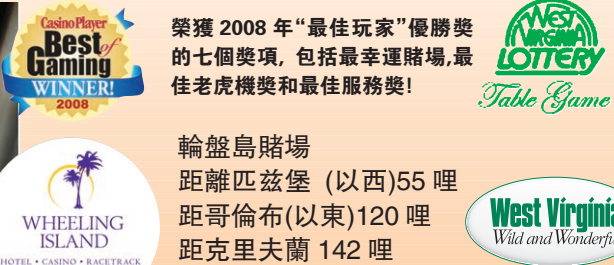 Casino Player
Best of
Gaming
WINNER!
2008
榮獲 2008 年“最佳玩家”優勝獎
的七個獎項, 包括最幸運賭場,最
佳老虎機獎和最佳服務獎!
WEST
VIRGINIA
LOTTERY
Table Game
WHEELING
ISLAND
HOTEL • CASINO • RACETRACK
輪盤島賭場
距離匹兹堡 (以西)55 哩
距哥倫布(以東)120 哩
距克里夫蘭 142 哩
West Virginia
Wild and Wonderfu